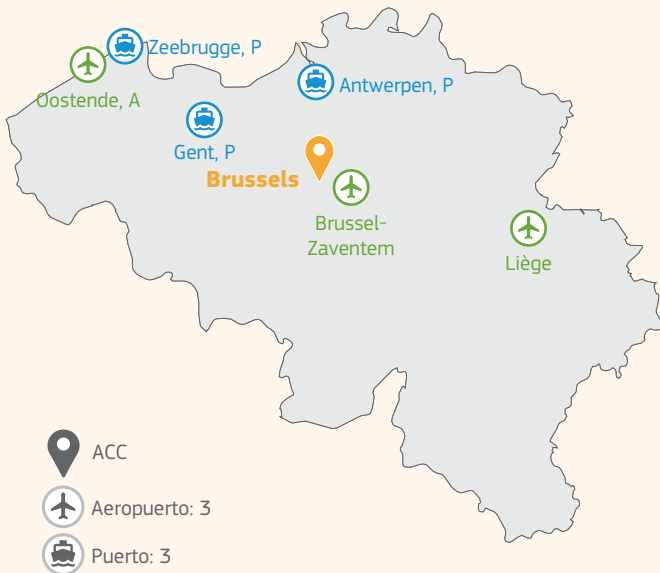 Zeebrugge, P
Oostende, A
Antwerpen, P
Gent, P
Brussels
Brussel-
Zaventem
Liège
ACC
Aeropuerto: 3
Puerto: 3